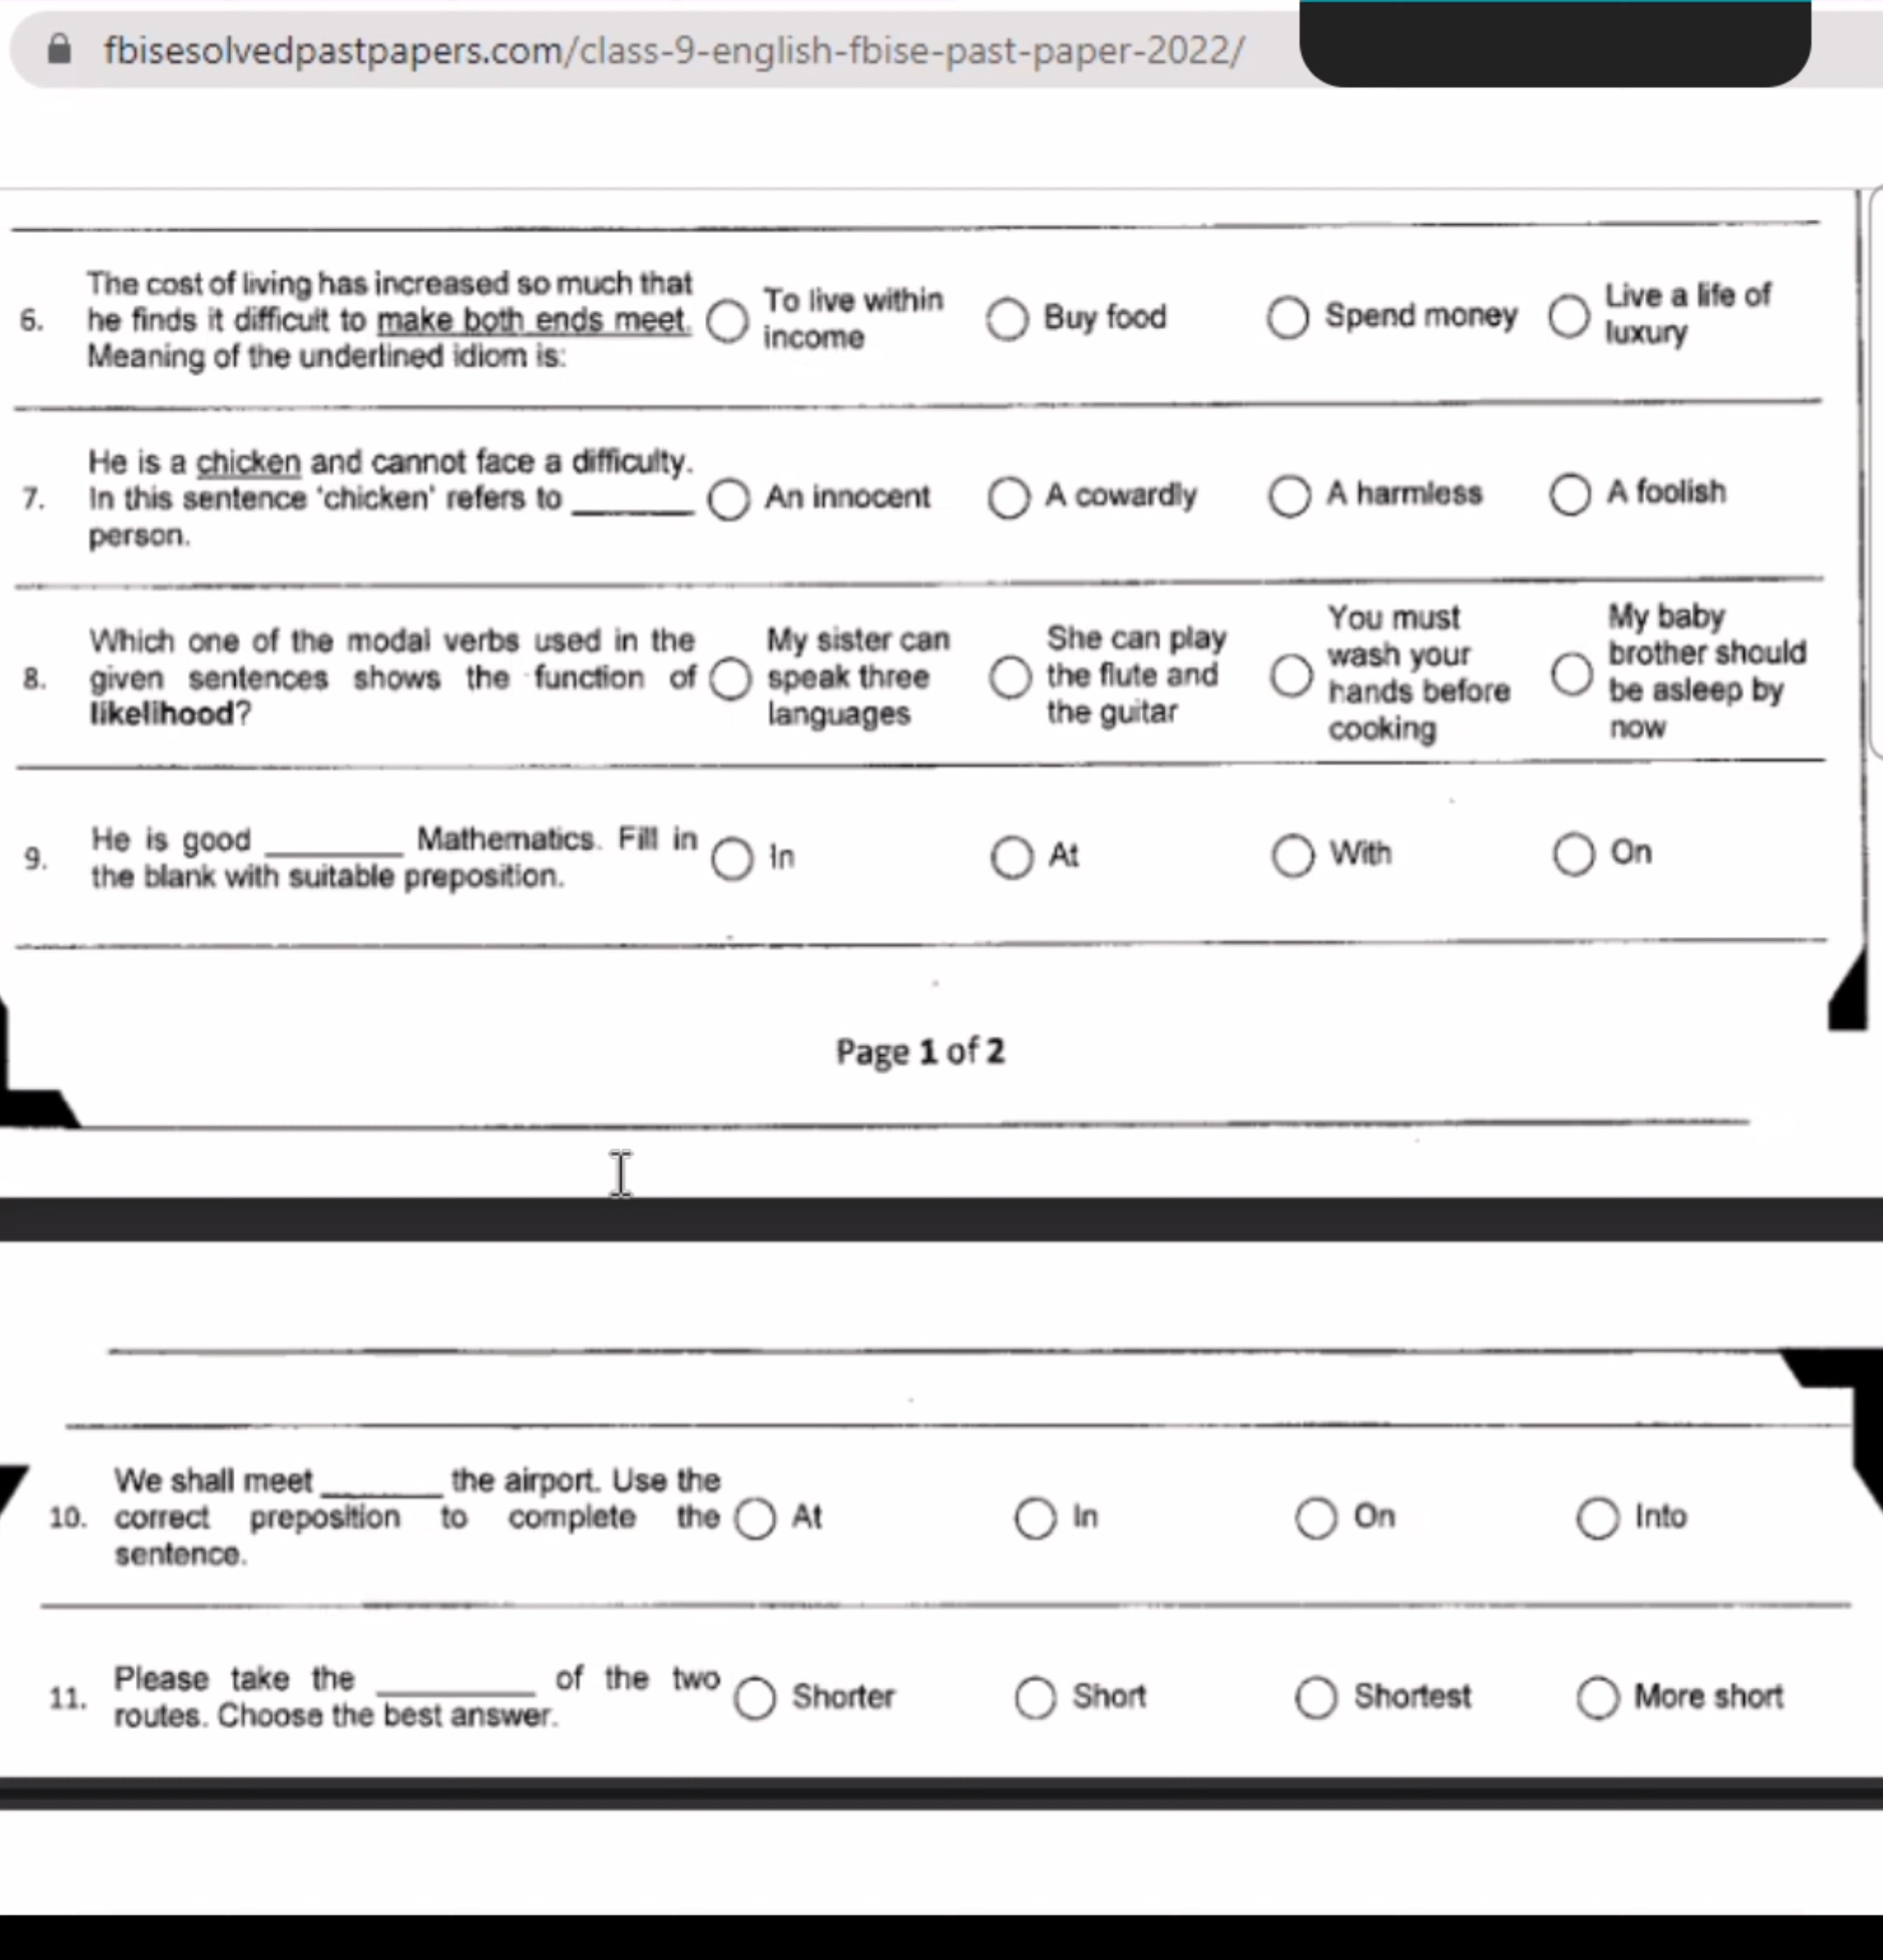 fbisesolvedpastpapers.com/class-9-english-fbise-past-paper-2022/
6. The cost of living has increased so much that
he finds it difficult to make both ends meet.
Meaning of the underlined idiom is:
To live within
income
Buy food
Spend money
Live a life of
luxury
7. He is a chicken and cannot face a difficulty.
In this sentence 'chicken' refers to ________
person.
An innocent
A cowardly
A harmless
A foolish
8. Which one of the modal verbs used in the
given sentences shows the function of
likelihood?
My sister can
speak three
languages
She can play
the flute and
the guitar
You must
wash your
hands before
cooking
My baby
brother should
be asleep by
now
9. He is good ________ Mathematics. Fill in
the blank with suitable preposition.
In
At
With
On
Page 1 of 2
10. We shall meet ________ the airport. Use the
correct preposition to complete the
sentence.
At
In
On
Into
11. Please take the ________ of the two
routes. Choose the best answer.
Shorter
Short
Shortest
More short